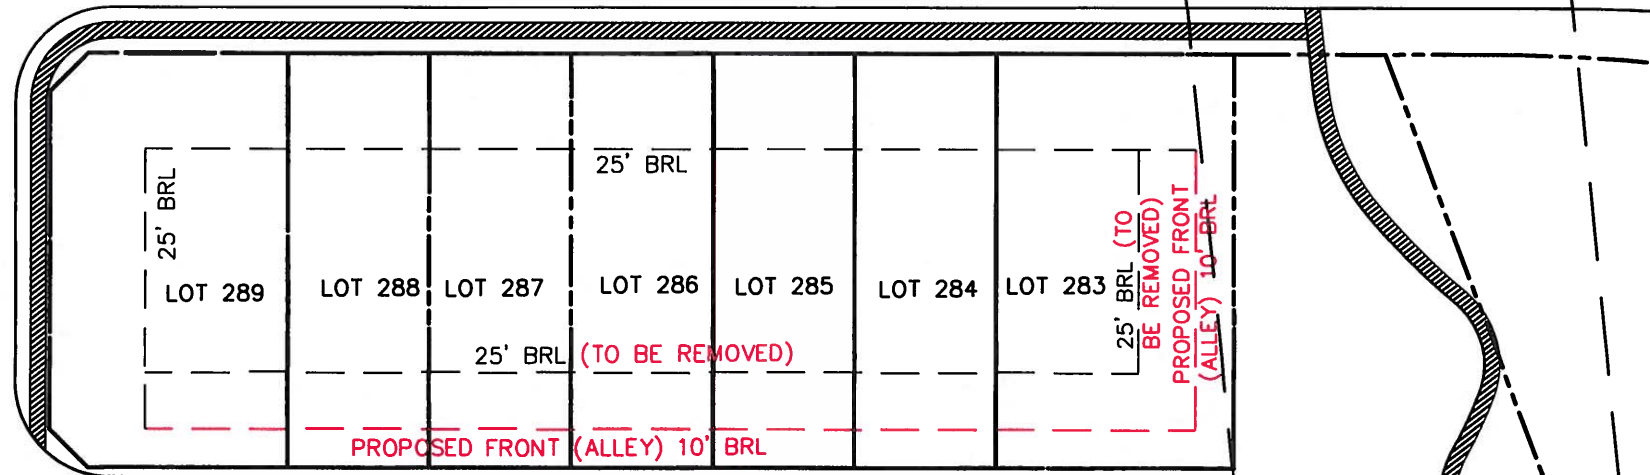 25' BRL
25' BRL
LOT 289
LOT 288
LOT 287
LOT 286
LOT 285
LOT 284
LOT 283
25' BRL (TO
BE REMOVED)
PROPOSED FRONT
(ALLEY) 10' BRL
25' BRL (TO BE REMOVED)
PROPOSED FRONT (ALLEY) 10' BRL